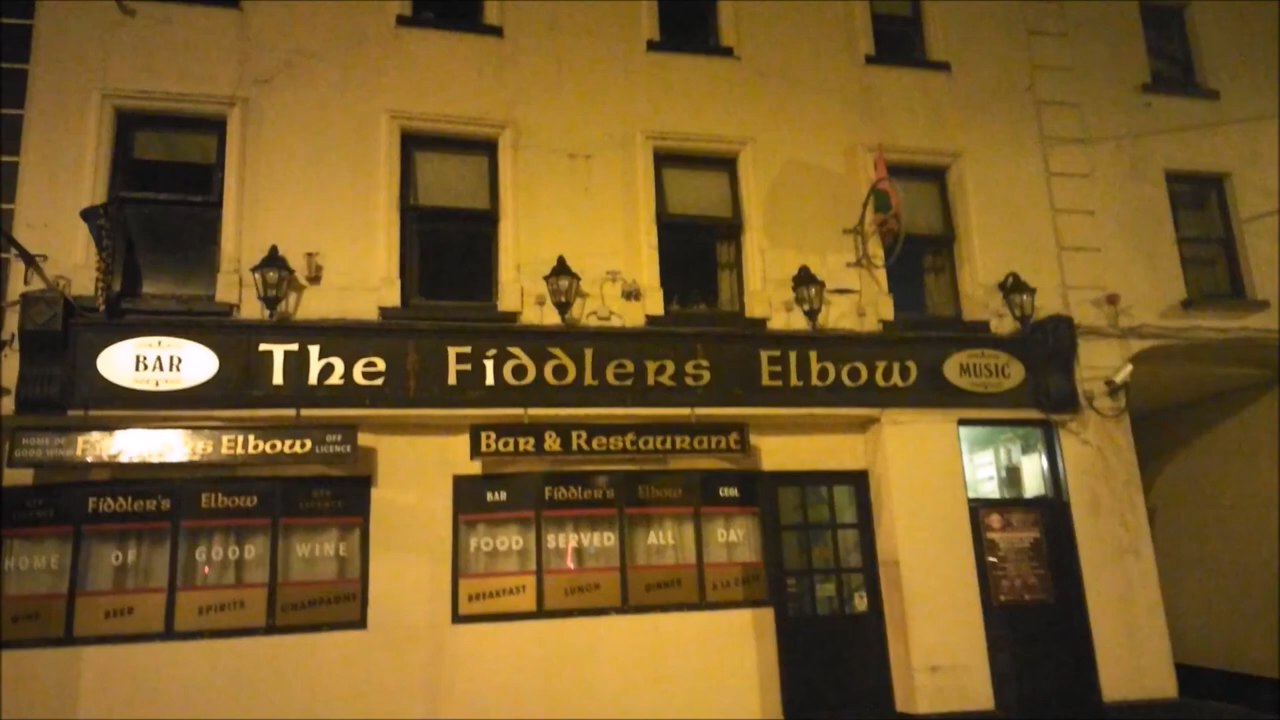 BAR The Fiddlers Elbow MUSIC
HOME OF GOOD WINE Fiddlers Elbow OFF LICENCE
Bar & Restaurant
OFF LICENCE Fiddler's Elbow OFF LICENCE
HOME OF GOOD WINE
WINE BEER SPIRITS CHAMPAGNE
BAR Fiddler's Elbow CEOL
FOOD SERVED ALL DAY
BREAKFAST LUNCH DINNER A LA CARTE